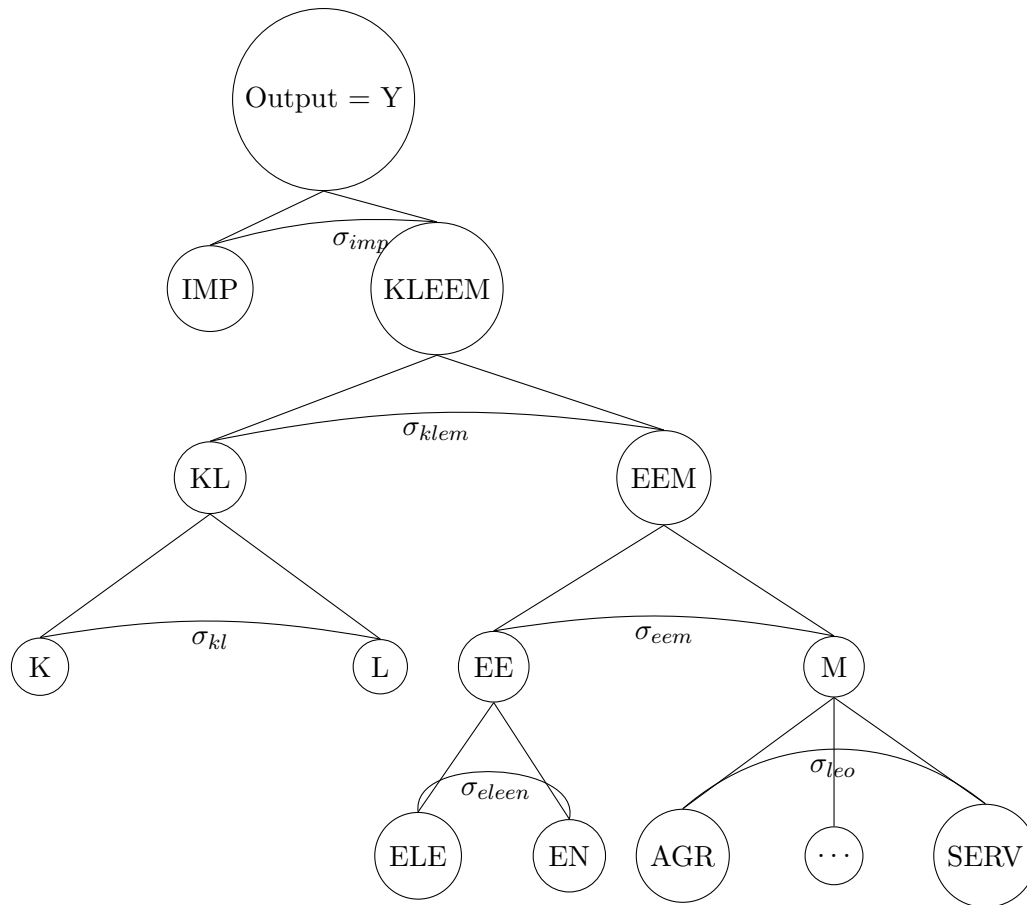 Output = Y
σ_imp
IMP
KLEEM
σ_klem
KL
EEM
σ_kl
σ_eem
K
L
EE
M
σ_eleen
σ_leo
ELE
EN
AGR
···
SERV